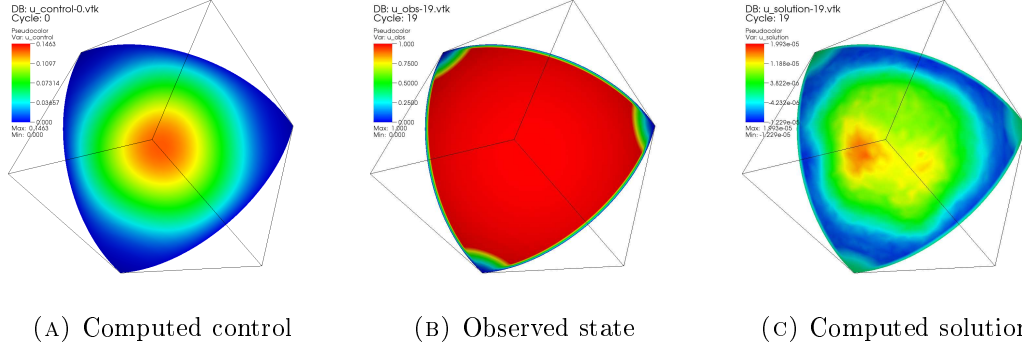 DB: u_control-0.vtk
Cycle: 0
Pseudocolor
Var: u_control
0.1463
0.1097
0.07314
0.03657
0.000
Max: 0.1463
Min: 0.000
DB: u_obs-19.vtk
Cycle: 19
Pseudocolor
Var: u_obs
1.000
0.7500
0.5000
0.2500
0.000
Max: 1.000
Min: 0.000
DB: u_solution-19.vtk
Cycle: 19
Pseudocolor
Var: u_solution
1.993e-05
1.188e-05
3.822e-06
-4.232e-06
-1.229e-05
Max: 1.993e-05
Min: -1.229e-05
(A) Computed control
(B) Observed state
(C) Computed solution